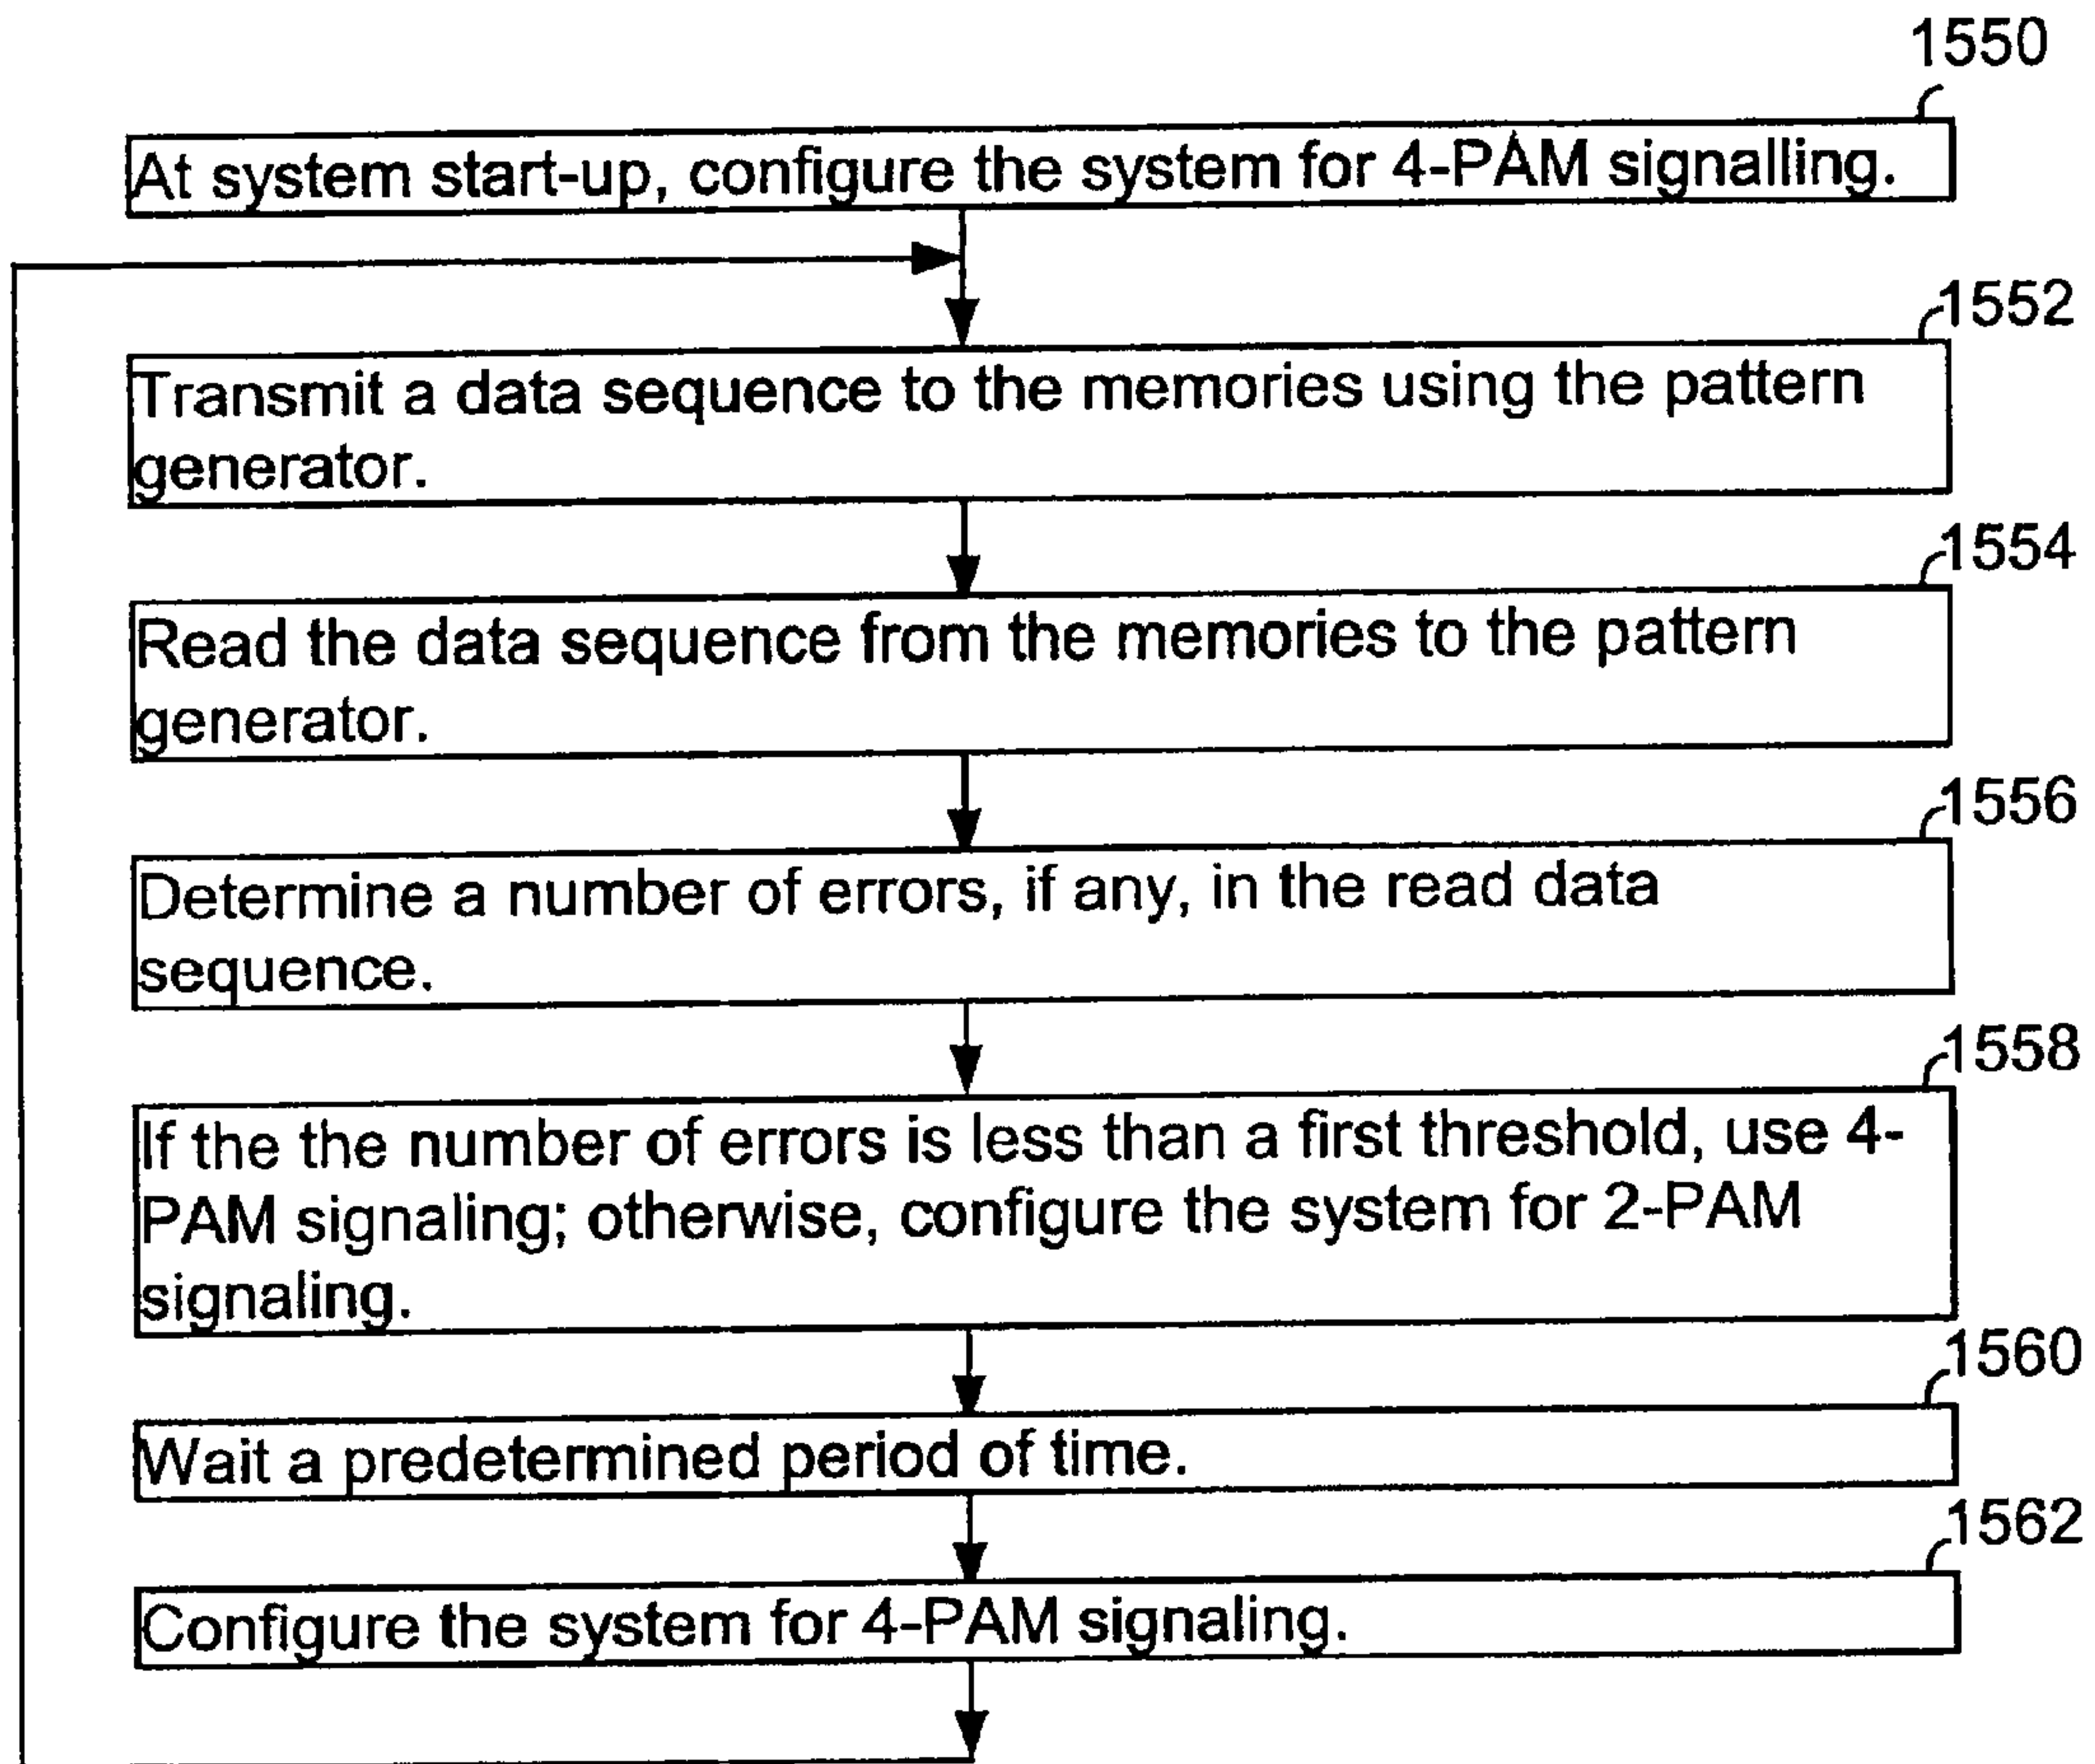 1550
At system start-up, configure the system for 4-PAM signalling.
1552
Transmit a data sequence to the memories using the pattern
generator.
1554
Read the data sequence from the memories to the pattern
generator.
1556
Determine a number of errors, if any, in the read data
sequence.
1558
If the the number of errors is less than a first threshold, use 4-
PAM signaling; otherwise, configure the system for 2-PAM
signaling.
1560
Wait a predetermined period of time.
1562
Configure the system for 4-PAM signaling.